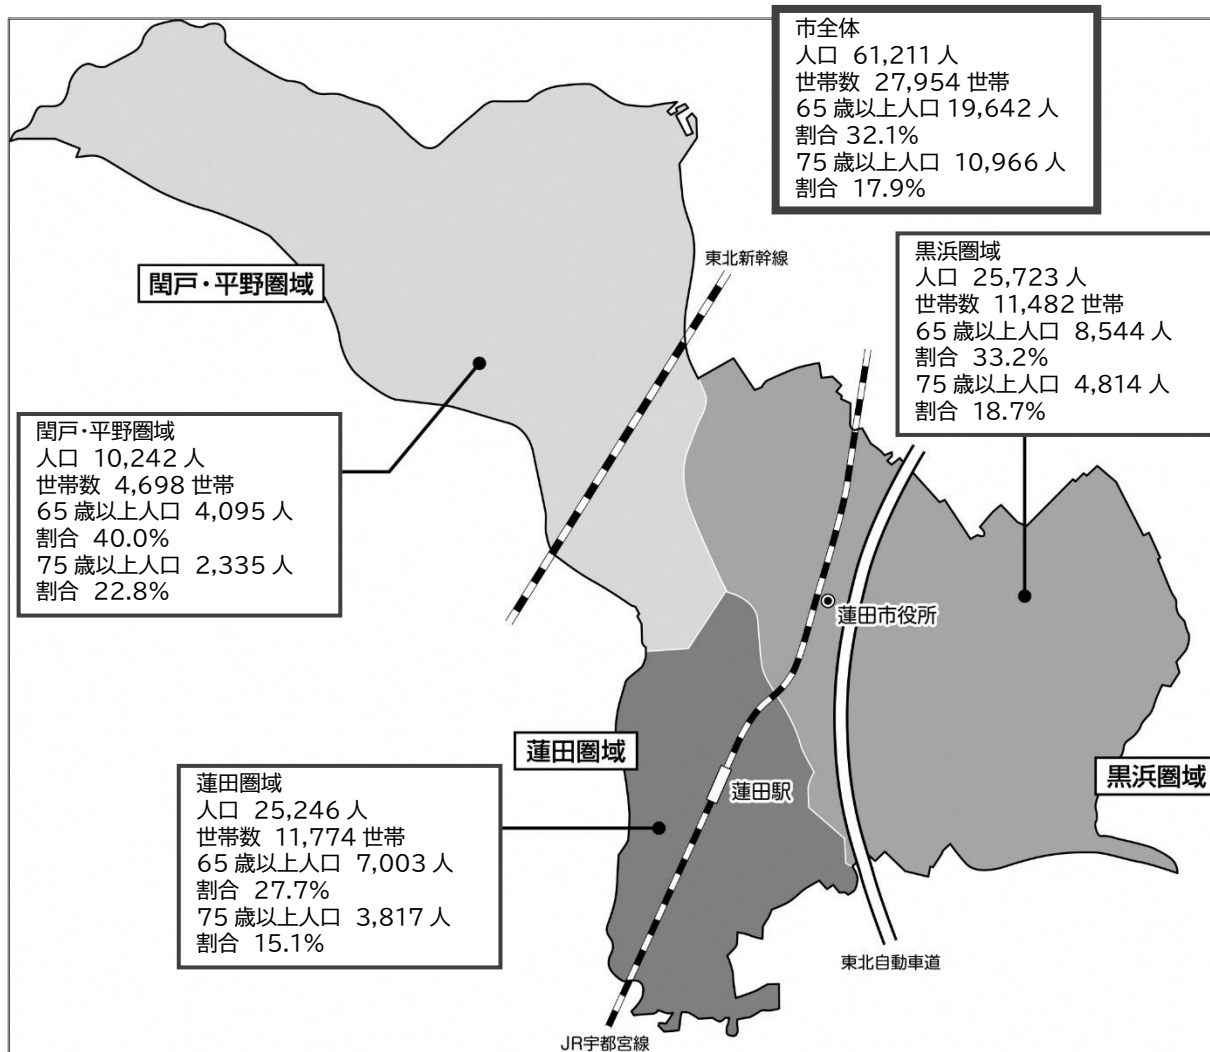 市全体
人口 61,211 人
世帯数 27,954 世帯
65 歳以上人口 19,642 人
割合 32.1%
75 歳以上人口 10,966 人
割合 17.9%
東北新幹線
閏戸・平野圏域
黒浜圏域
人口 25,723 人
世帯数 11,482 世帯
65 歳以上人口 8,544 人
割合 33.2%
75 歳以上人口 4,814 人
割合 18.7%
閏戸・平野圏域
人口 10,242 人
世帯数 4,698 世帯
65 歳以上人口 4,095 人
割合 40.0%
75 歳以上人口 2,335 人
割合 22.8%
蓮田市役所
蓮田圏域
黒浜圏域
蓮田駅
蓮田圏域
人口 25,246 人
世帯数 11,774 世帯
65 歳以上人口 7,003 人
割合 27.7%
75 歳以上人口 3,817 人
割合 15.1%
東北自動車道
JR宇都宮線